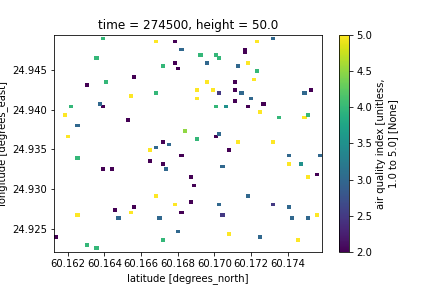 time = 274500, height = 50.0
24.945
24.940
24.935
24.930
24.925
longitude [degrees_east]
60.162 60.164 60.166 60.168 60.170 60.172 60.174
latitude [degrees_north]
5.0
4.5
4.0
3.5
3.0
2.5
2.0
air quality index [unitless,
1.0 to 5.0] [None]